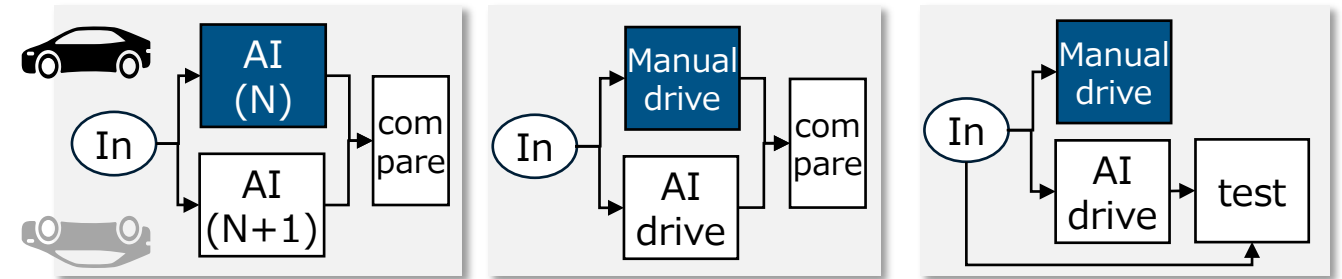 In
AI
(N)
AI
(N+1)
com
pare
In
Manual
drive
AI
drive
com
pare
In
Manual
drive
AI
drive
test